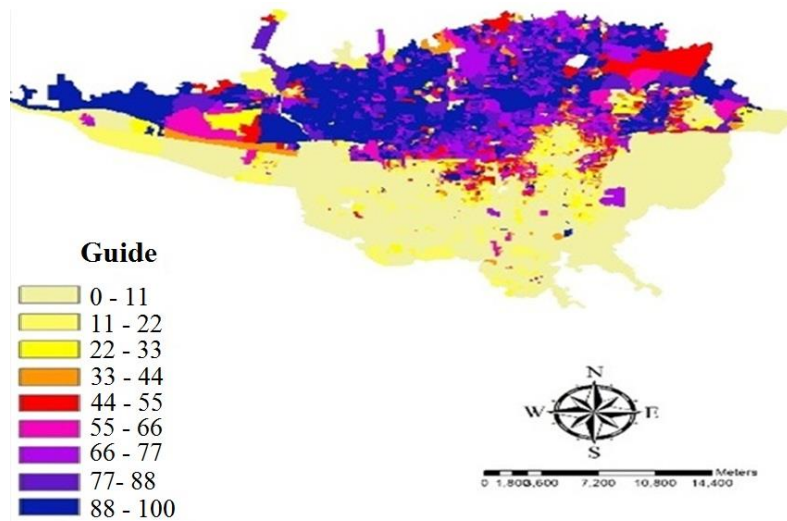 Guide
0 - 11
11 - 22
22 - 33
33 - 44
44 - 55
55 - 66
66 - 77
77- 88
88 - 100
N
W E
S
Meters
0 1,800 3,600 7,200 10,800 14,400